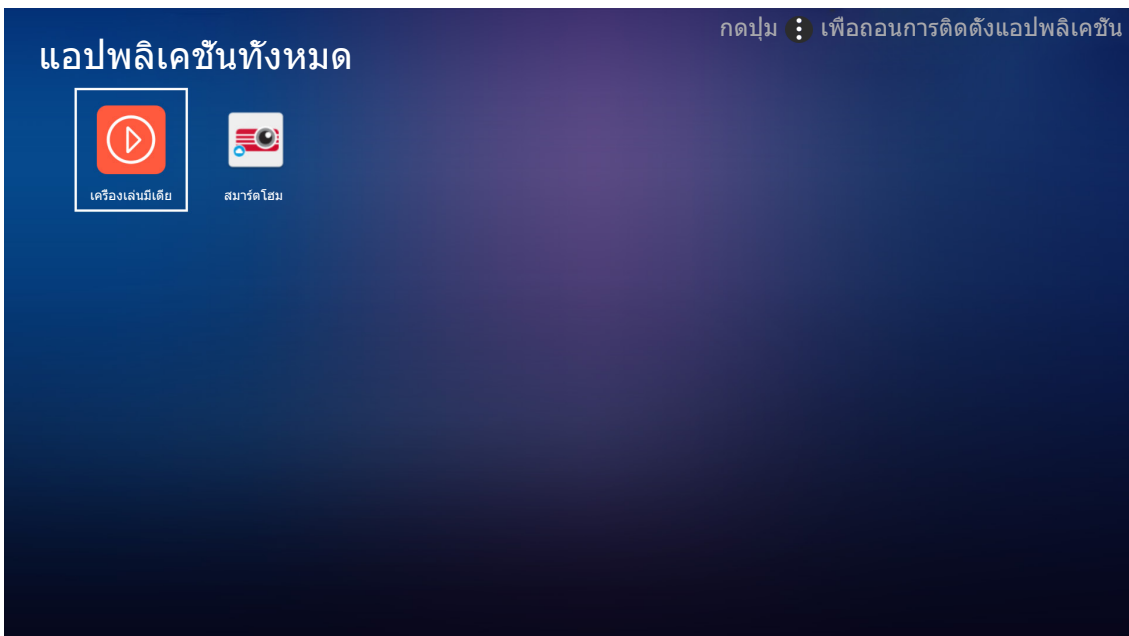 กดปุ่ม เพื่อถอนการติดตั้งแอปพลิเคชัน
แอปพลิเคชันทั้งหมด
เครื่องเล่นมีเดีย
สมาร์ตโฮม